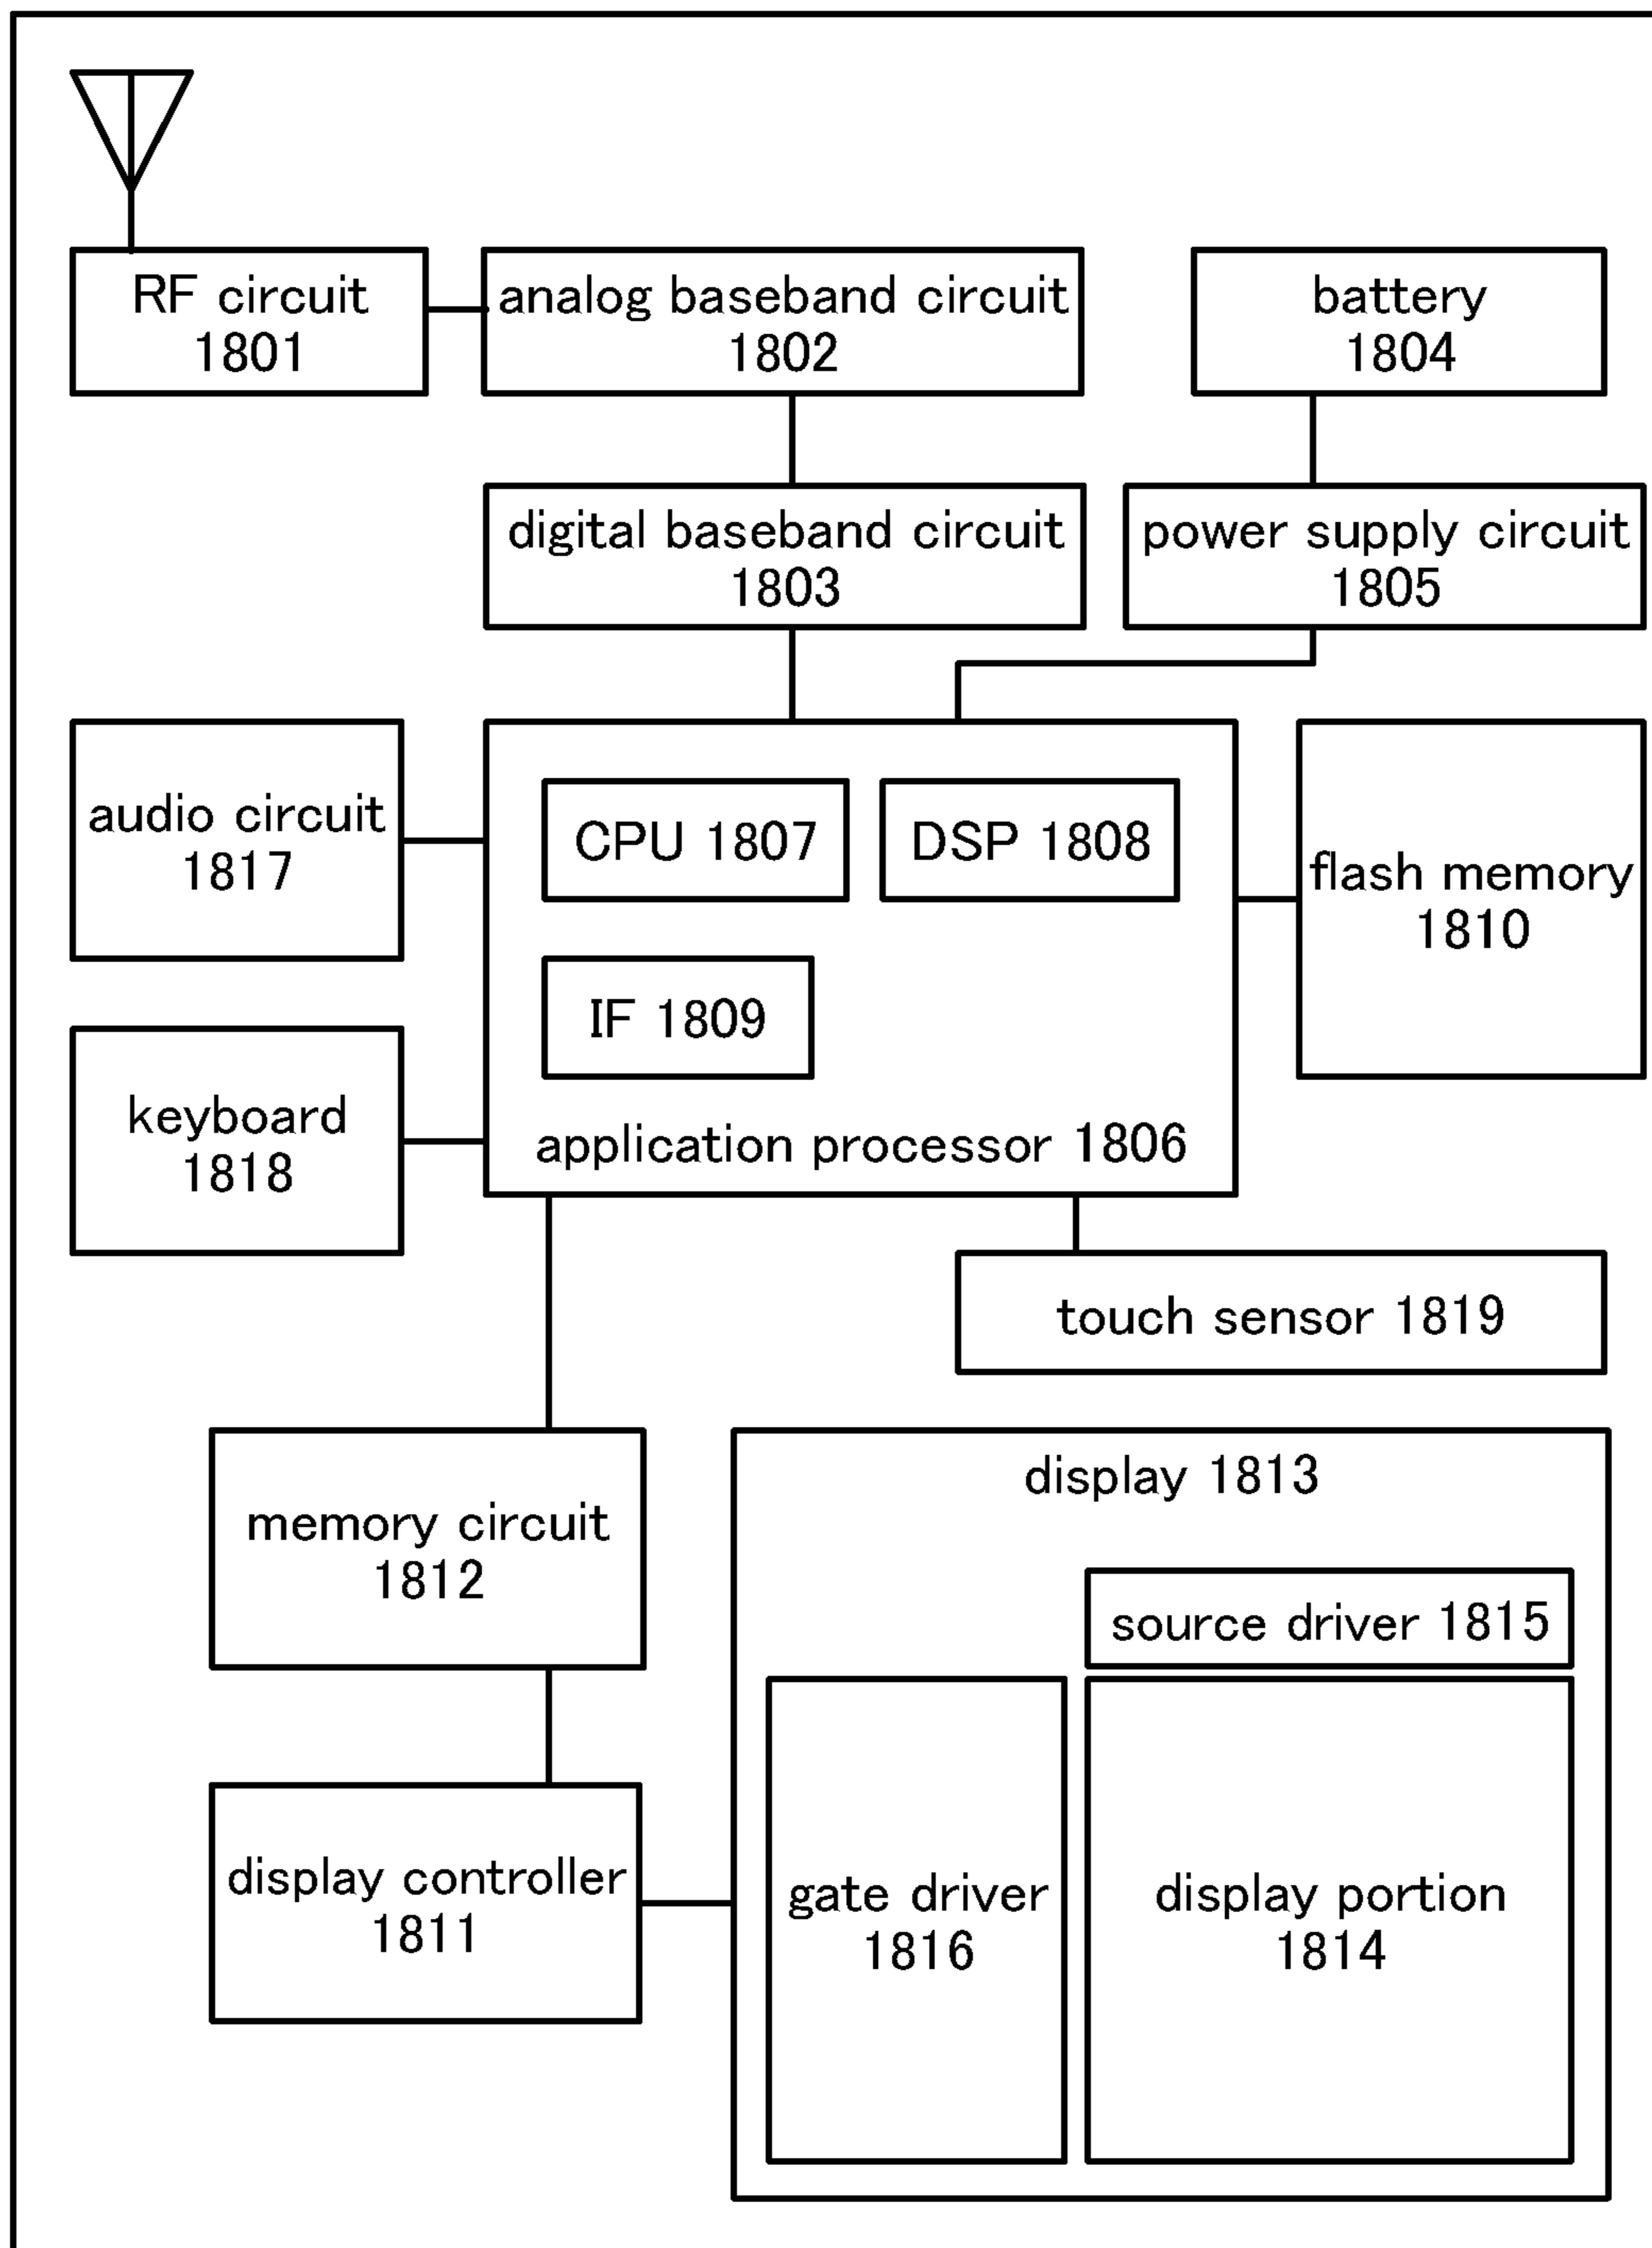 RF circuit
1801
analog baseband circuit
1802
battery
1804
digital baseband circuit
1803
power supply circuit
1805
audio circuit
1817
CPU 1807
DSP 1808
flash memory
1810
IF 1809
keyboard
1818
application processor 1806
touch sensor 1819
display 1813
memory circuit
1812
source driver 1815
display controller
1811
gate driver
1816
display portion
1814